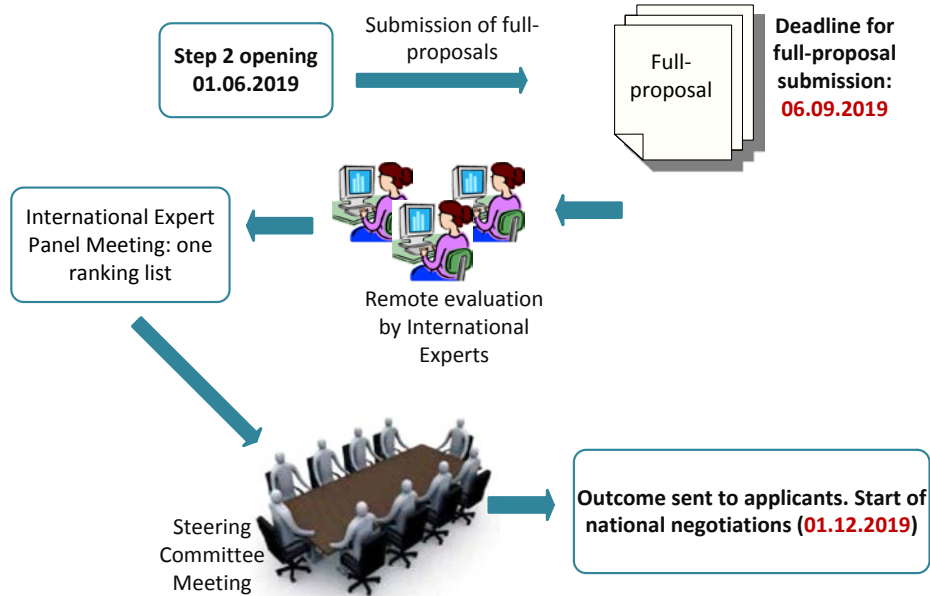 Step 2 opening
01.06.2019
Submission of full-
proposals
Full-
proposal
Deadline for
full-proposal
submission:
06.09.2019
International Expert
Panel Meeting: one
ranking list
Remote evaluation
by International
Experts
Steering
Committee
Meeting
Outcome sent to applicants. Start of
national negotiations (01.12.2019)